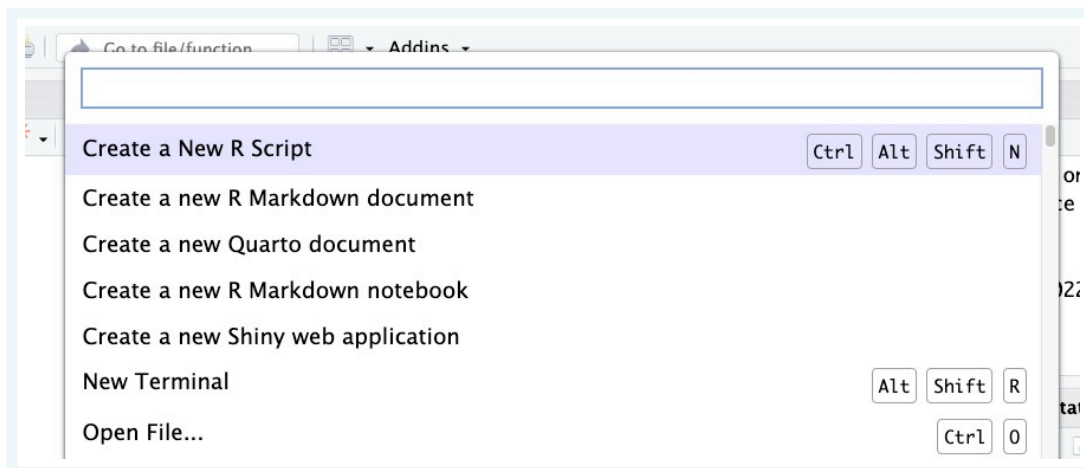 Go to file/function Addins
Create a New R Script Ctrl Alt Shift N
Create a new R Markdown document
Create a new Quarto document
Create a new R Markdown notebook
Create a new Shiny web application
New Terminal Alt Shift R
Open File... Ctrl O